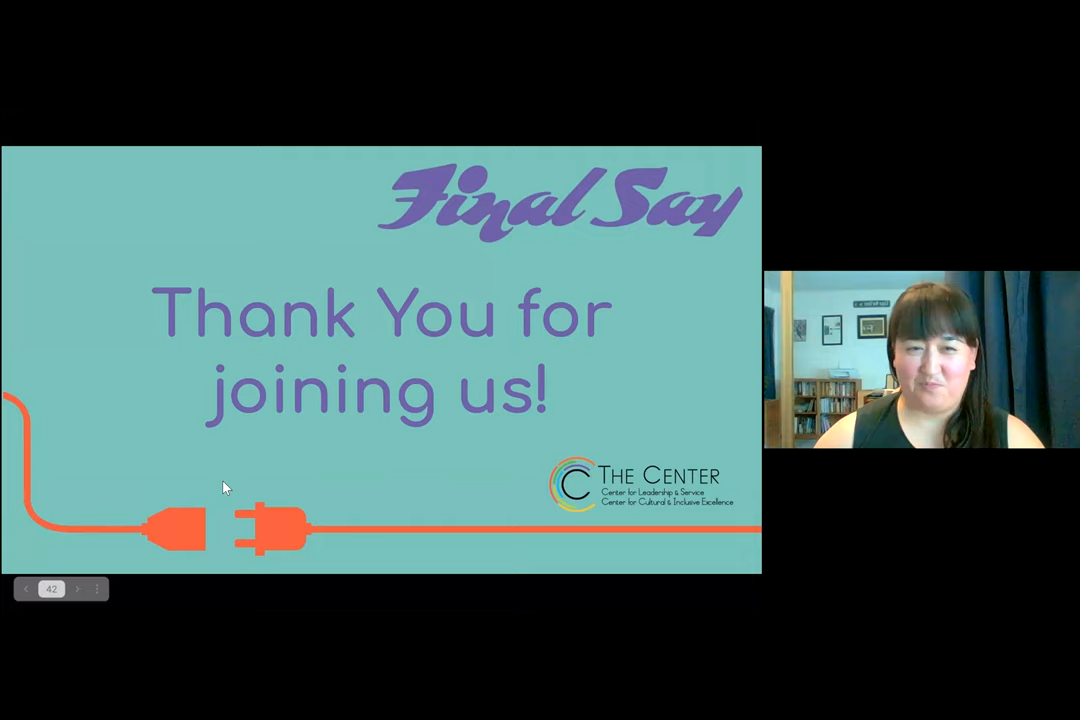 Final Say
Thank You for
joining us!
THE CENTER
Center for Leadership & Service
Center for Cultural & Inclusive Excellence
42